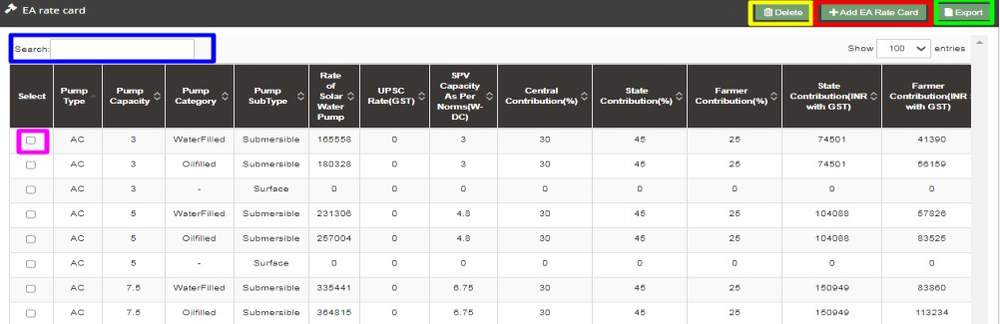 EA rate card
Delete
+Add EA Rate Card
Export
Search:
Show 100 entries
Select Pump Type Pump Capacity Pump Category Pump SubType Rate of Solar Water Pump UPSC Rate(GST) SPV Capacity As Per Norms(W-DC) Central Contribution(%) State Contribution(%) Farmer Contribution(%) State Contribution(INR with GST) Farmer Contribution(INR with GST)
AC 3 WaterFilled Submersible 165558 0 3 30 45 25 74501 41390
AC 3 Oilfilled Submersible 180328 0 3 30 45 25 74501 56159
AC 3 - Surface 0 0 0 0 0 0 0 0
AC 5 WaterFilled Submersible 231306 0 4.8 30 45 25 104088 57826
AC 5 Oilfilled Submersible 257004 0 4.8 30 45 25 104088 83525
AC 5 - Surface 0 0 0 0 0 0 0 0
AC 7.5 WaterFilled Submersible 335441 0 6.75 30 45 25 150949 83860
AC 7.5 Oilfilled Submersible 364815 0 6.75 30 45 25 150949 113234